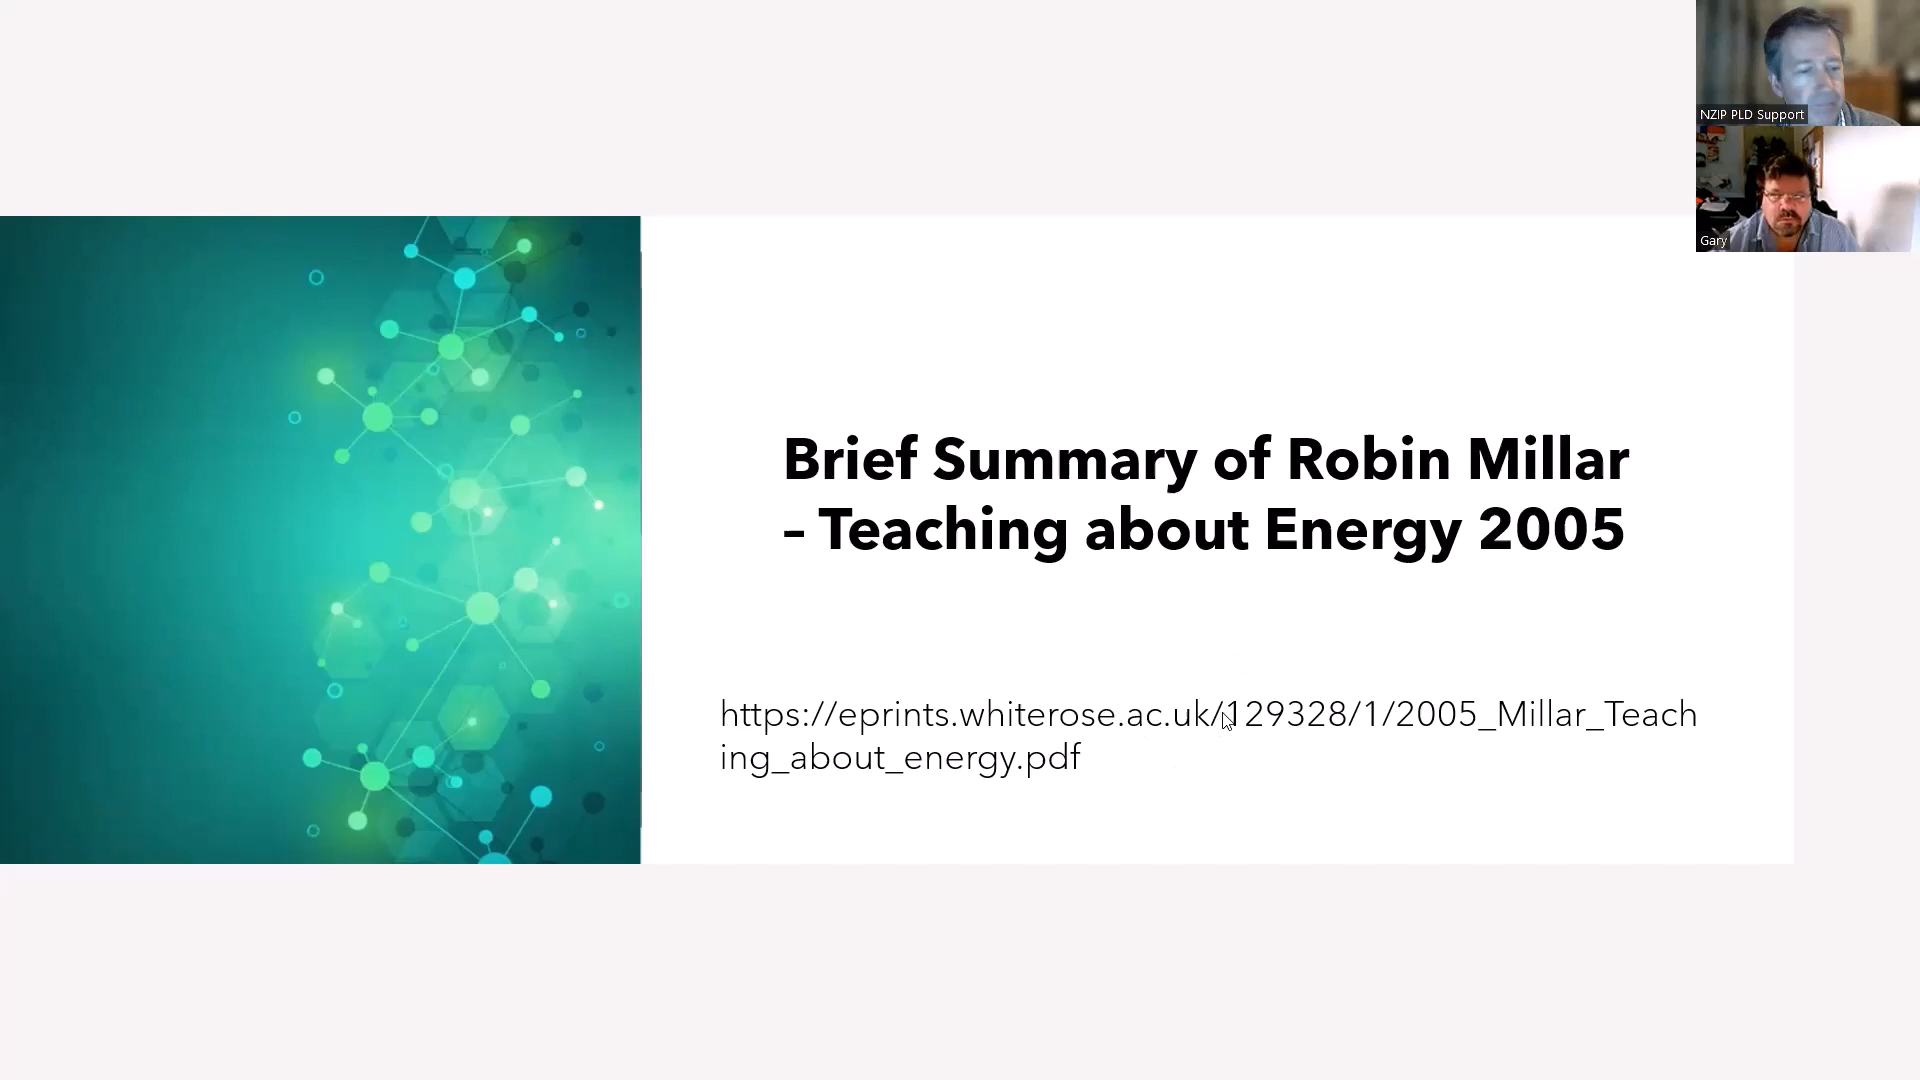 NZIP PLD Support
Gary
Brief Summary of Robin Millar
– Teaching about Energy 2005
https://eprints.whiterose.ac.uk/129328/1/2005_Millar_Teach
ing_about_energy.pdf